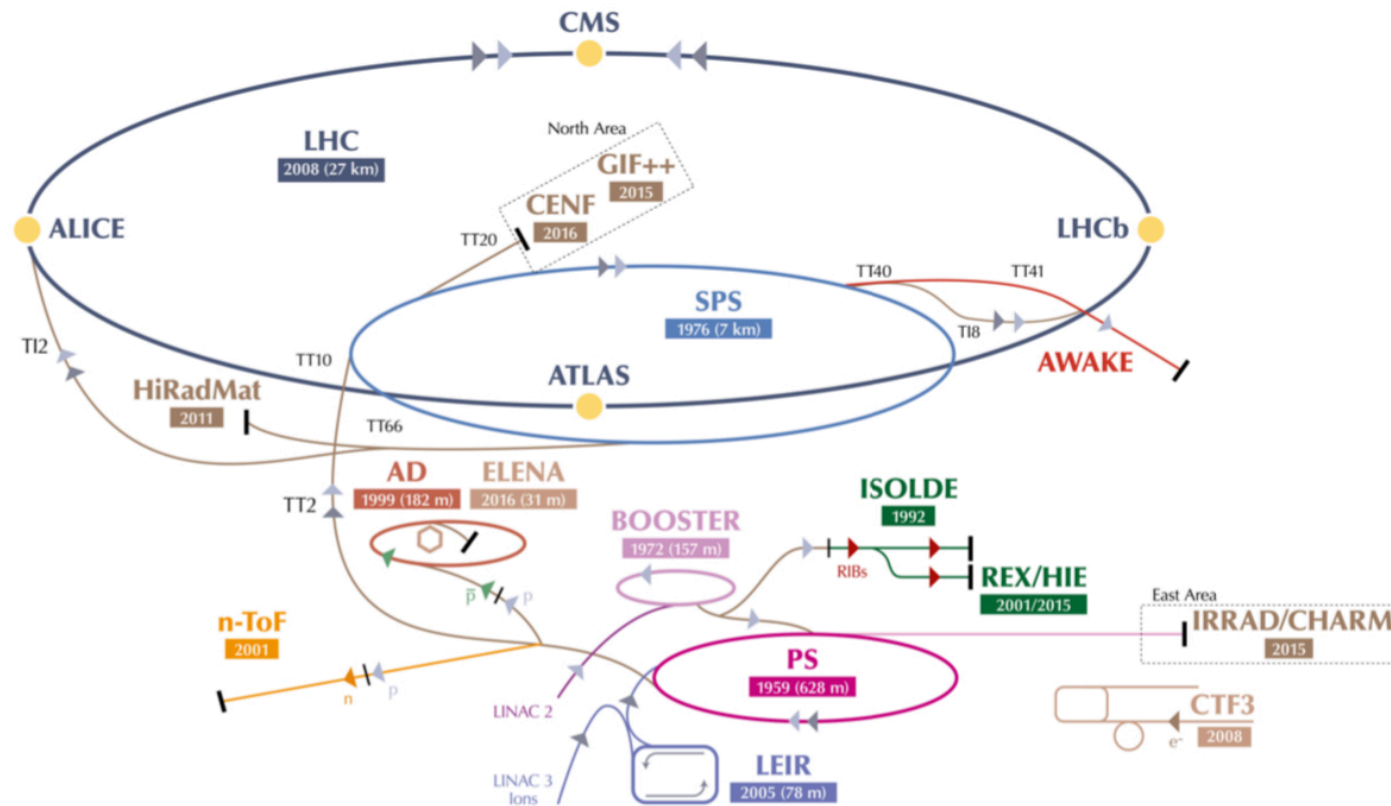 CMS
LHC
2008 (27 km)
North Area
GIF++
2015
CENF
2016
ALICE
LHCb
TT20
TT40
TT41
SPS
1976 (7 km)
TI8
TI2
TT10
ATLAS
AWAKE
HiRadMat
2011
TT66
AD
1999 (182 m)
ELENA
2016 (31 m)
TT2
ISOLDE
1992
BOOSTER
1972 (157 m)
RIBs
REX/HIE
2001/2015
p̅
p
East Area
IRRAD/CHARM
2015
n-ToF
2001
n
p
PS
1959 (628 m)
LINAC 2
CTF3
2008
e-
LEIR
2005 (78 m)
LINAC 3
Ions